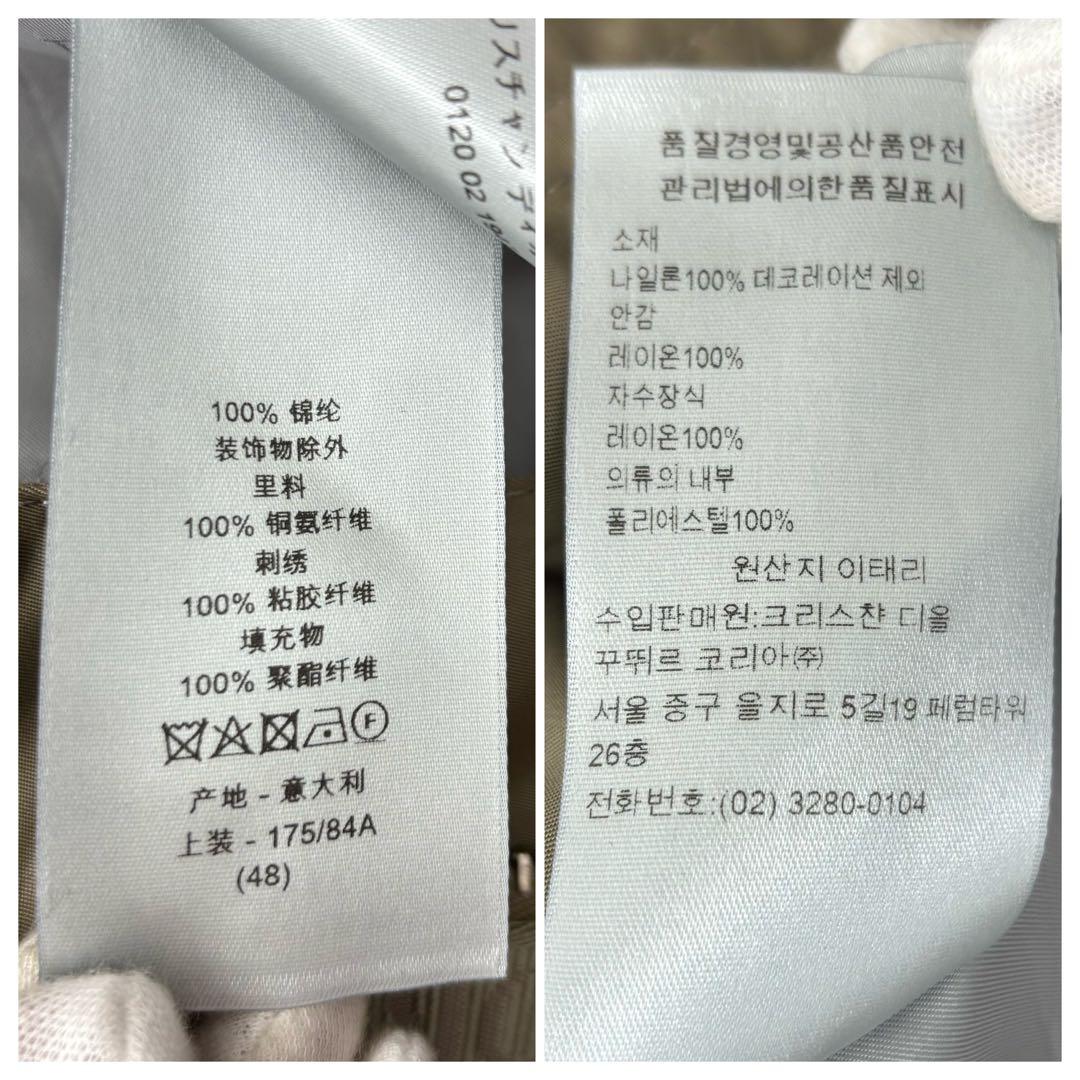 リスチャン ディ
0120 02 19
100% 锦纶
装饰物除外
里料
100% 铜氨纤维
刺绣
100% 粘胶纤维
填充物
100% 聚酯纤维
F
产地 - 意大利
上装 - 175/84A
(48)
품질경영및공산품안전
관리법에의한품질표시
소재
나일론100% 데코레이션 제외
안감
레이온100%
자수장식
레이온100%
의류의 내부
폴리에스텔100%
원산지 이태리
수입판매원:크리스챤 디올
꾸뛰르 코리아㈜
서울 중구 을지로 5길19 페럼타워
26층
전화번호:(02) 3280-0104